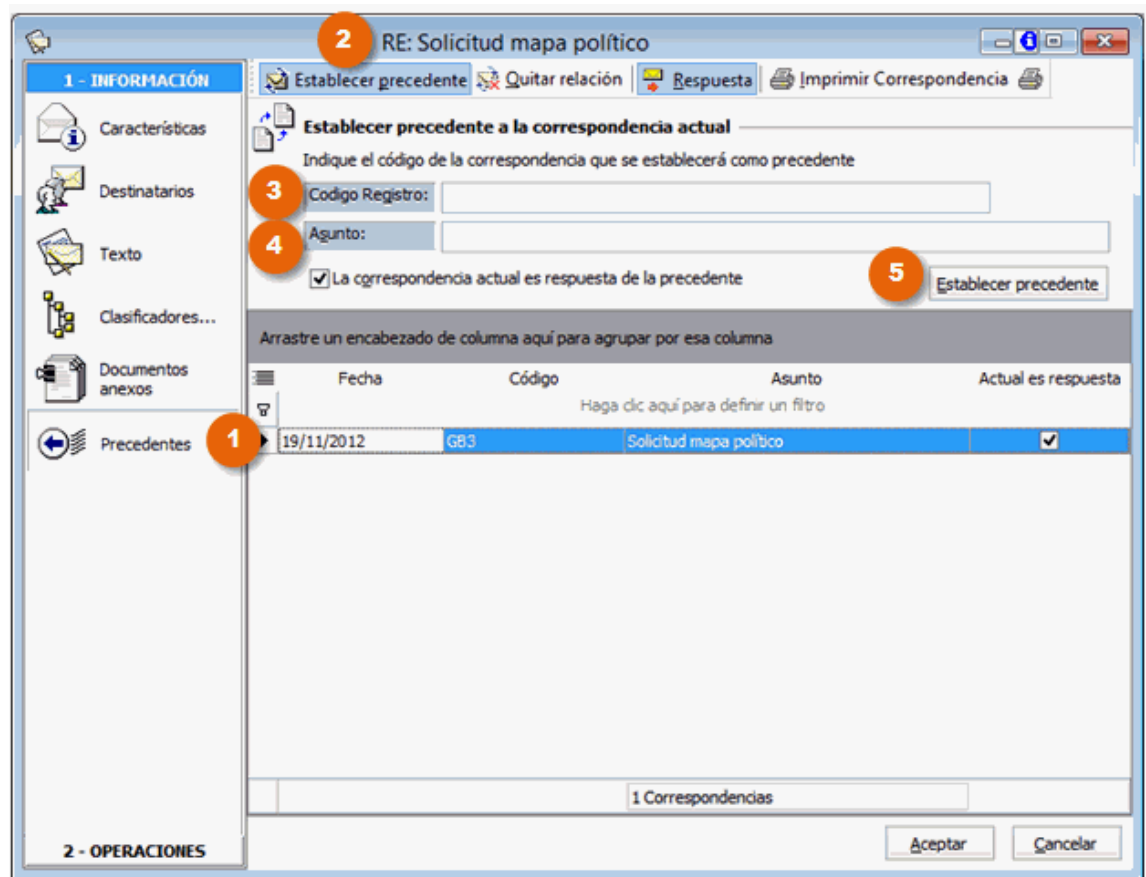 2
RE: Solicitud mapa político
1 - INFORMACIÓN
Establecer precedente Quitar relación Respuesta Imprimir Correspondencia
Características
Establecer precedente a la correspondencia actual
Indique el código de la correspondencia que se establecerá como precedente
Destinatarios
3 Codigo Registro:
4 Asunto:
Texto
La correspondencia actual es respuesta de la precedente
5 Establecer precedente
Clasificadores...
Arrastre un encabezado de columna aquí para agrupar por esa columna
Documentos
anexos
Fecha Código Asunto Actual es respuesta
Haga clic aquí para definir un filtro
Precedentes 1
19/11/2012 GB3 Solicitud mapa político
1 Correspondencias
2 - OPERACIONES
Aceptar Cancelar